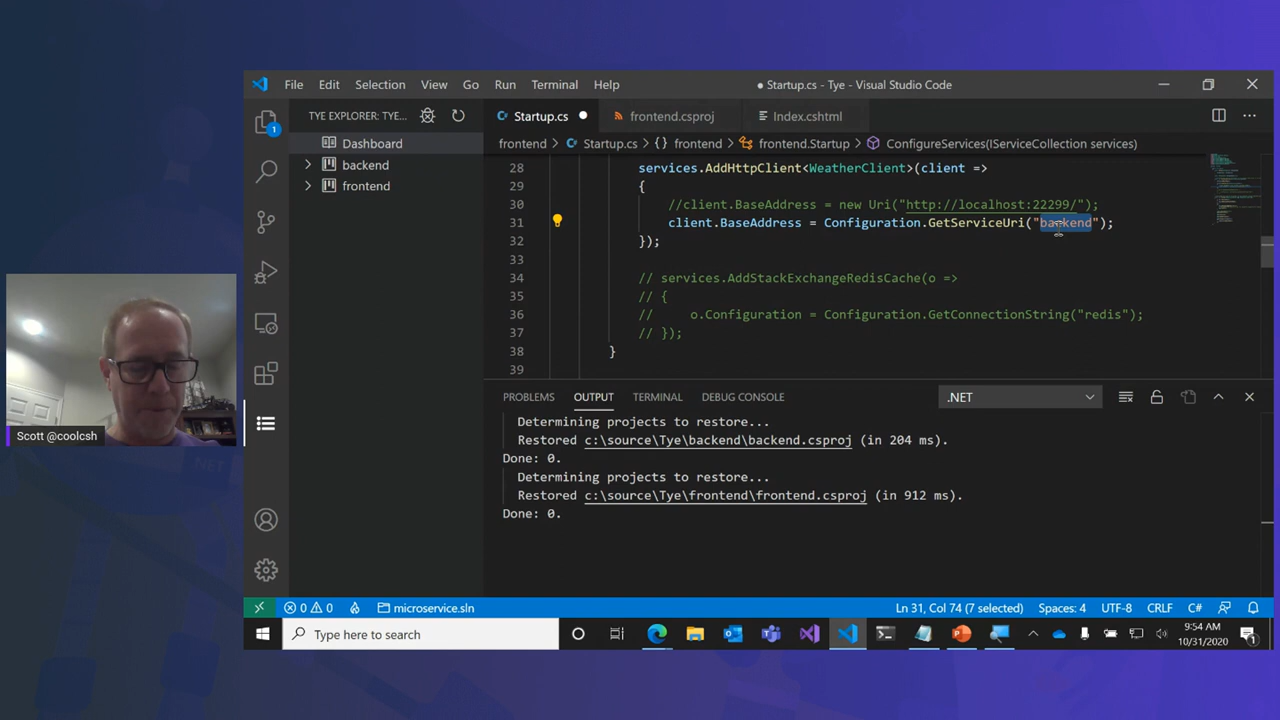 File Edit Selection View Go Run Terminal Help
● Startup.cs - Tye - Visual Studio Code
TYE EXPLORER: TYE...
Dashboard
backend
frontend
1
Startup.cs
frontend.csproj
Index.cshtml
frontend > Startup.cs > {} frontend > frontend.Startup > ConfigureServices(IServiceCollection services)
28 services.AddHttpClient<WeatherClient>(client =>
29 {
30 //client.BaseAddress = new Uri("http://localhost:22299/");
31 client.BaseAddress = Configuration.GetServiceUri("backend");
32 });
33
34 // services.AddStackExchangeRedisCache(o =>
35 // {
36 // o.Configuration = Configuration.GetConnectionString("redis");
37 // });
38 }
39
PROBLEMS OUTPUT TERMINAL DEBUG CONSOLE
.NET
Determining projects to restore...
Restored c:\source\Tye\backend\backend.csproj (in 204 ms).
Done: 0.
Determining projects to restore...
Restored c:\source\Tye\frontend\frontend.csproj (in 912 ms).
Done: 0.
Scott @coolcsh
0 0 microservice.sln
Ln 31, Col 74 (7 selected) Spaces: 4 UTF-8 CRLF C#
Type here to search
9:54 AM
10/31/2020
1
.NET